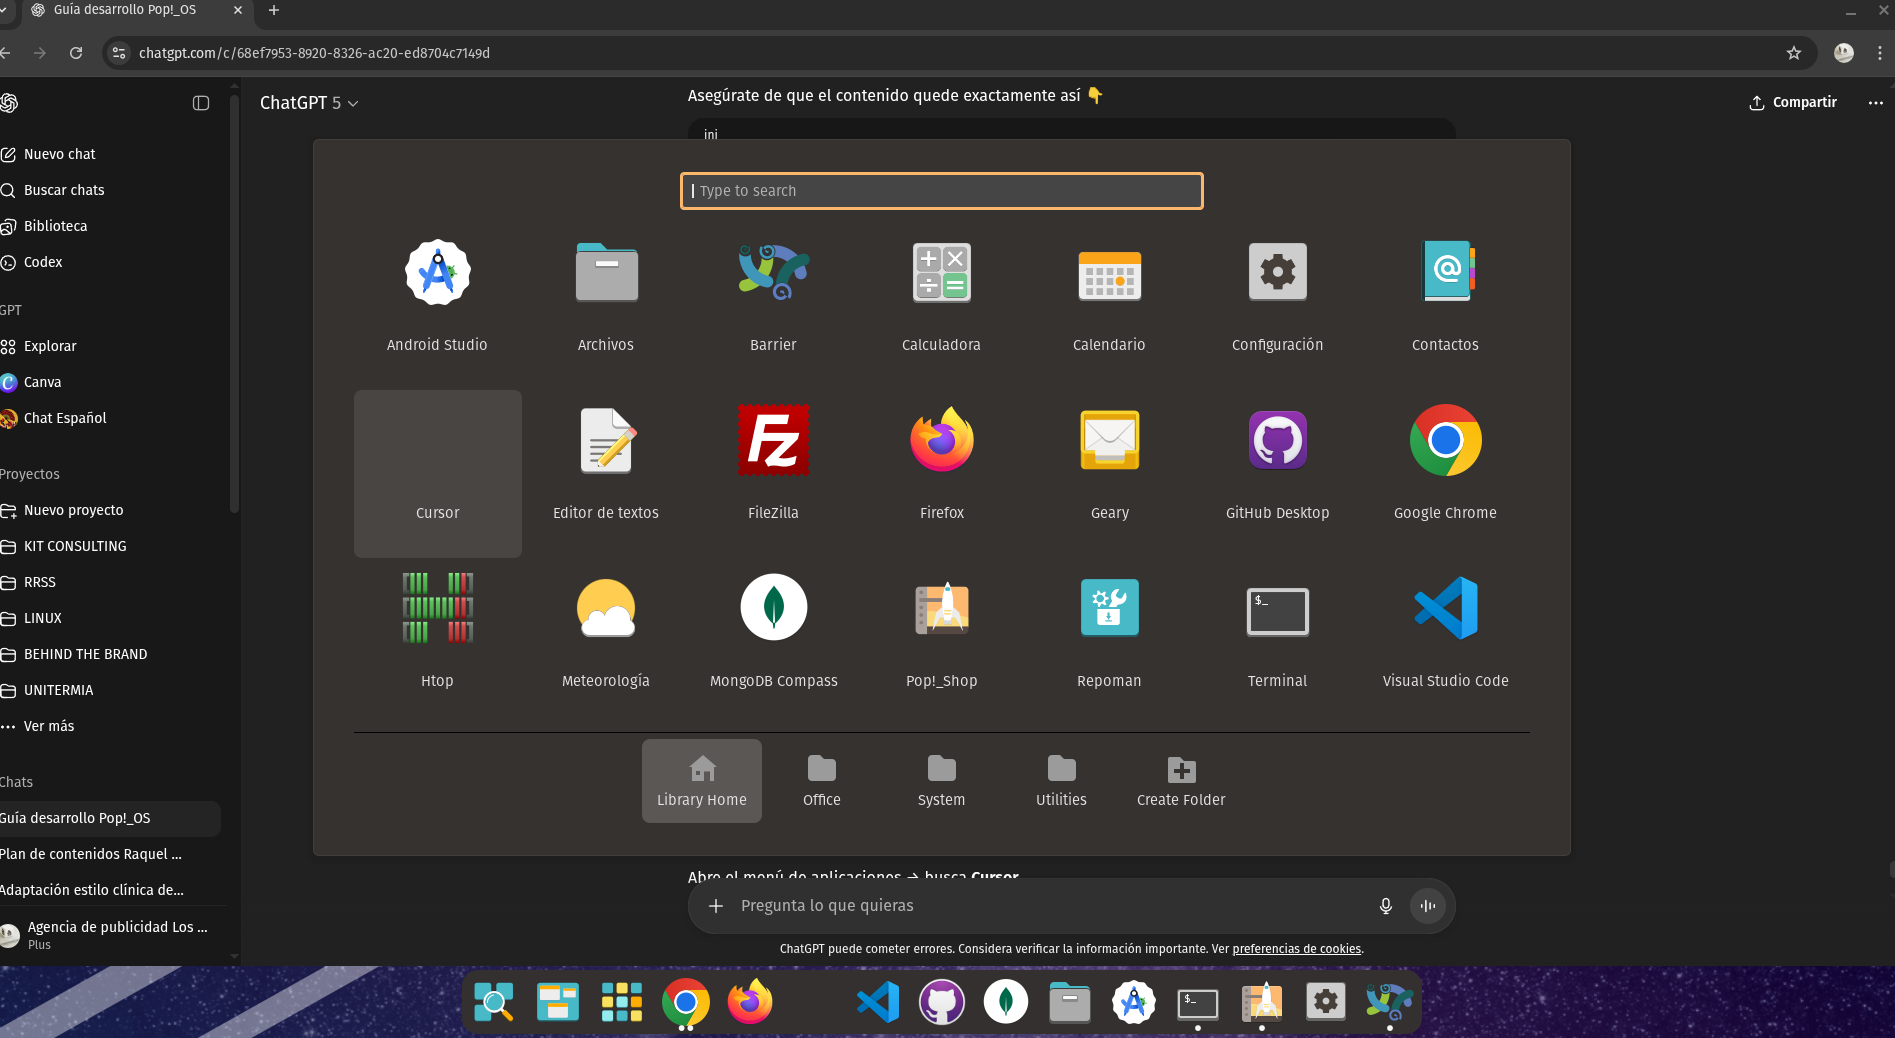 Guía desarrollo Pop!_OS
chatgpt.com/c/68ef7953-8920-8326-ac20-ed8704c7149d
ChatGPT 5
Asegúrate de que el contenido quede exactamente así 👇
Compartir
ini
Nuevo chat
Buscar chats
Biblioteca
Codex
GPT
Explorar
Canva
Chat Español
Proyectos
Nuevo proyecto
KIT CONSULTING
RRSS
LINUX
BEHIND THE BRAND
UNITERMIA
Ver más
Chats
Guía desarrollo Pop!_OS
Plan de contenidos Raquel ...
Adaptación estilo clínica de...
Agencia de publicidad Los ...
Plus
Type to search
Android Studio
Archivos
Barrier
Calculadora
Calendario
Configuración
Contactos
Cursor
Editor de textos
FileZilla
Firefox
Geary
GitHub Desktop
Google Chrome
Htop
Meteorología
MongoDB Compass
Pop!_Shop
Repoman
Terminal
Visual Studio Code
Library Home
Office
System
Utilities
Create Folder
Abre el menú de aplicaciones → busca Cursor
Pregunta lo que quieras
ChatGPT puede cometer errores. Considera verificar la información importante. Ver preferencias de cookies.